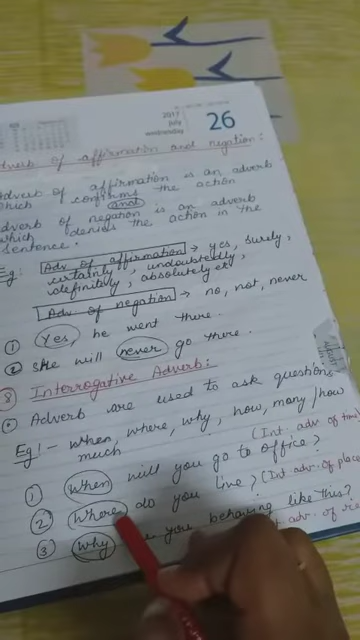 2017
July
wednesday
26
Adverb of affirmation and negation:
Adverb of affirmation is an adverb
which confirms the action
and
Adverb of negation is an adverb
which denies the action in the
sentence.
Eg: Adv. of affirmation → yes, surely,
certainly, undoubtedly,
definitely, absolutely etc
Adv. of negation → no, not, never
① Yes, he went there.
② She will never go there.
⑧ Interrogative Adverb:
Adverb are used to ask questions
Eg:- When, where, why, how, many/how
much
(Int. adv of time)
① When will you go to office?
② Where do you live? (Int adv. of place
③ Why you behaving like this?
adv. of